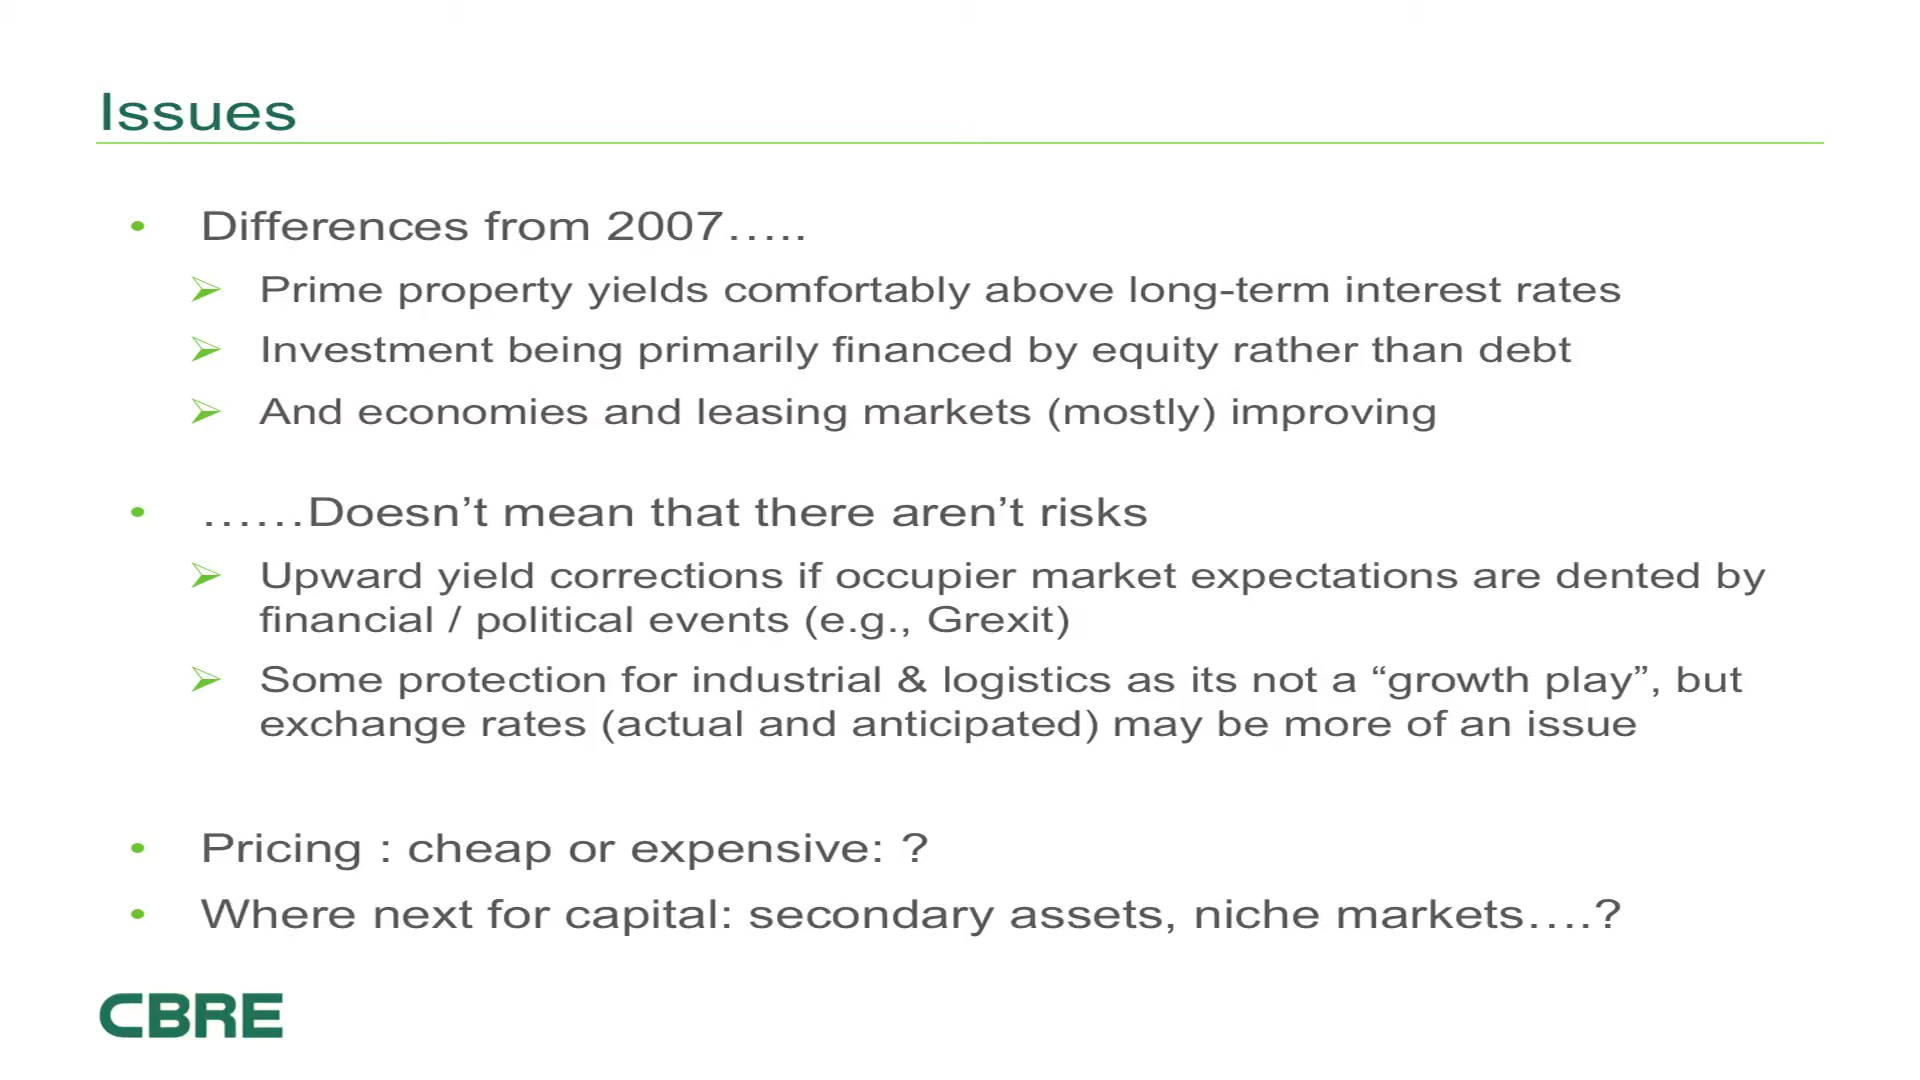 Issues
• Differences from 2007…..
➢ Prime property yields comfortably above long-term interest rates
➢ Investment being primarily financed by equity rather than debt
➢ And economies and leasing markets (mostly) improving
• ……Doesn’t mean that there aren’t risks
➢ Upward yield corrections if occupier market expectations are dented by
financial / political events (e.g., Grexit)
➢ Some protection for industrial & logistics as its not a “growth play”, but
exchange rates (actual and anticipated) may be more of an issue
• Pricing : cheap or expensive: ?
• Where next for capital: secondary assets, niche markets….?
CBRE